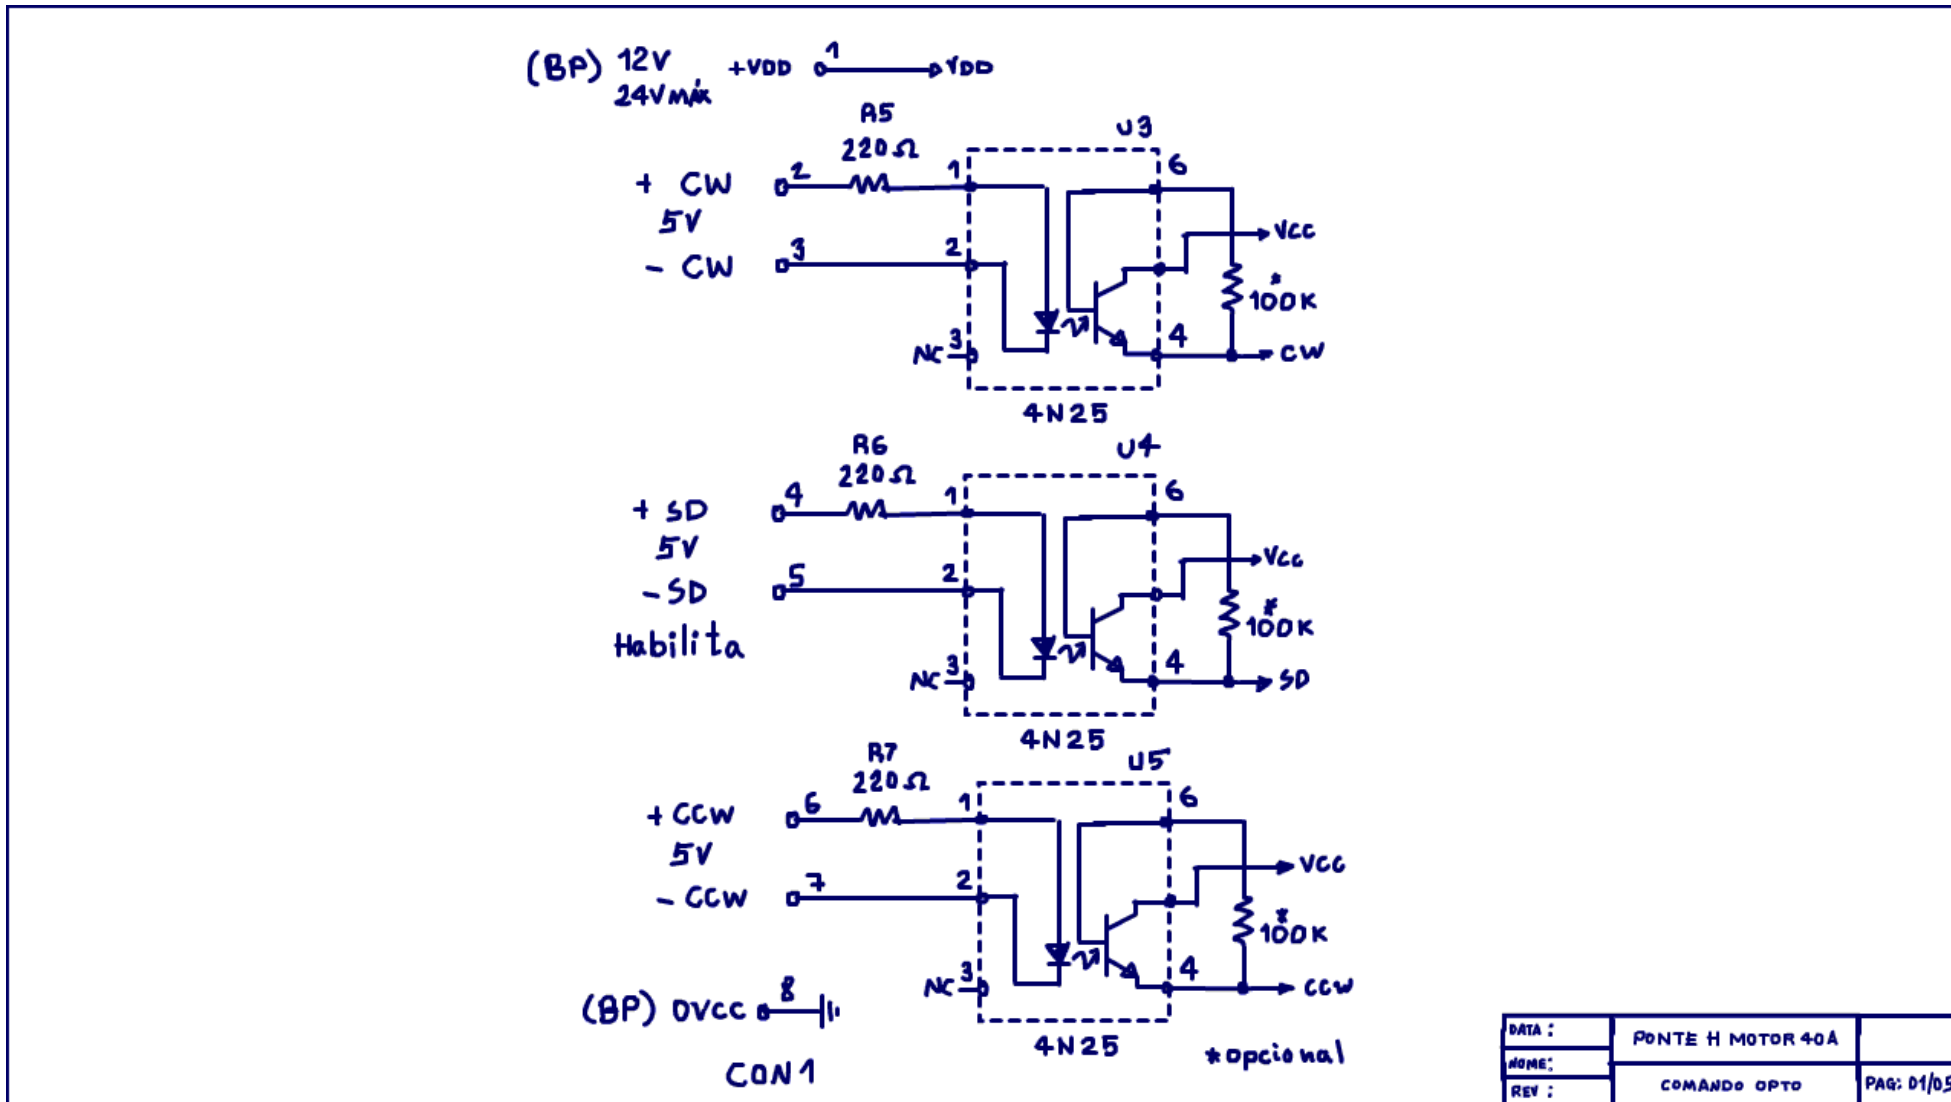 (BP) 12V +VDD 1 VDD
24V máx
R5
220Ω
U3
+ CW 2 1 6
5V
VCC
- CW 3 2
*
100K
NC 3 4 CW
4N25
R6
220Ω
U4
+ SD 4 1 6
5V
VCC
- SD 5 2
*
100K
Habilita
NC 3 4 SD
4N25
R7
220Ω
U5
+ CCW 6 1 6
5V
VCC
- CCW 7 2
*
100K
NC 3 4 CCW
(BP) 0VCC 8
4N25
*opcional
CON1
DATA: PONTE H MOTOR 40A
NOME:
REV: COMANDO OPTO PAG: 01/05